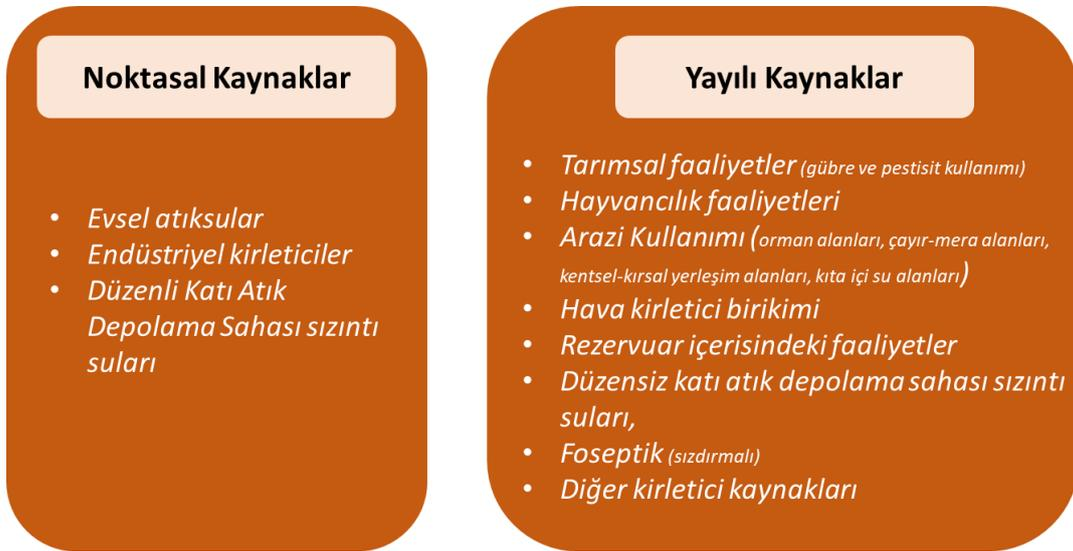 Noktasal Kaynaklar
• Evsel atıksular
• Endüstriyel kirleticiler
• Düzenli Katı Atık
Depolama Sahası sızıntı
suları
Yayılı Kaynaklar
• Tarımsal faaliyetler (gübre ve pestisit kullanımı)
• Hayvancılık faaliyetleri
• Arazi Kullanımı (orman alanları, çayır-mera alanları,
kentsel-kırsal yerleşim alanları, kıta içi su alanları)
• Hava kirletici birikimi
• Rezervuar içerisindeki faaliyetler
• Düzensiz katı atık depolama sahası sızıntı
suları,
• Foseptik (sızdırmalı)
• Diğer kirletici kaynakları